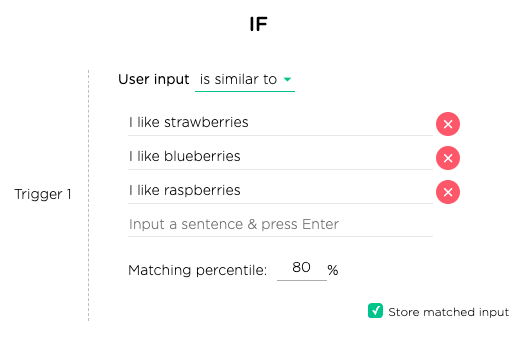 IF
User input is similar to
I like strawberries
I like blueberries
I like raspberries
Trigger 1
Input a sentence & press Enter
Matching percentile: 80 %
Store matched input